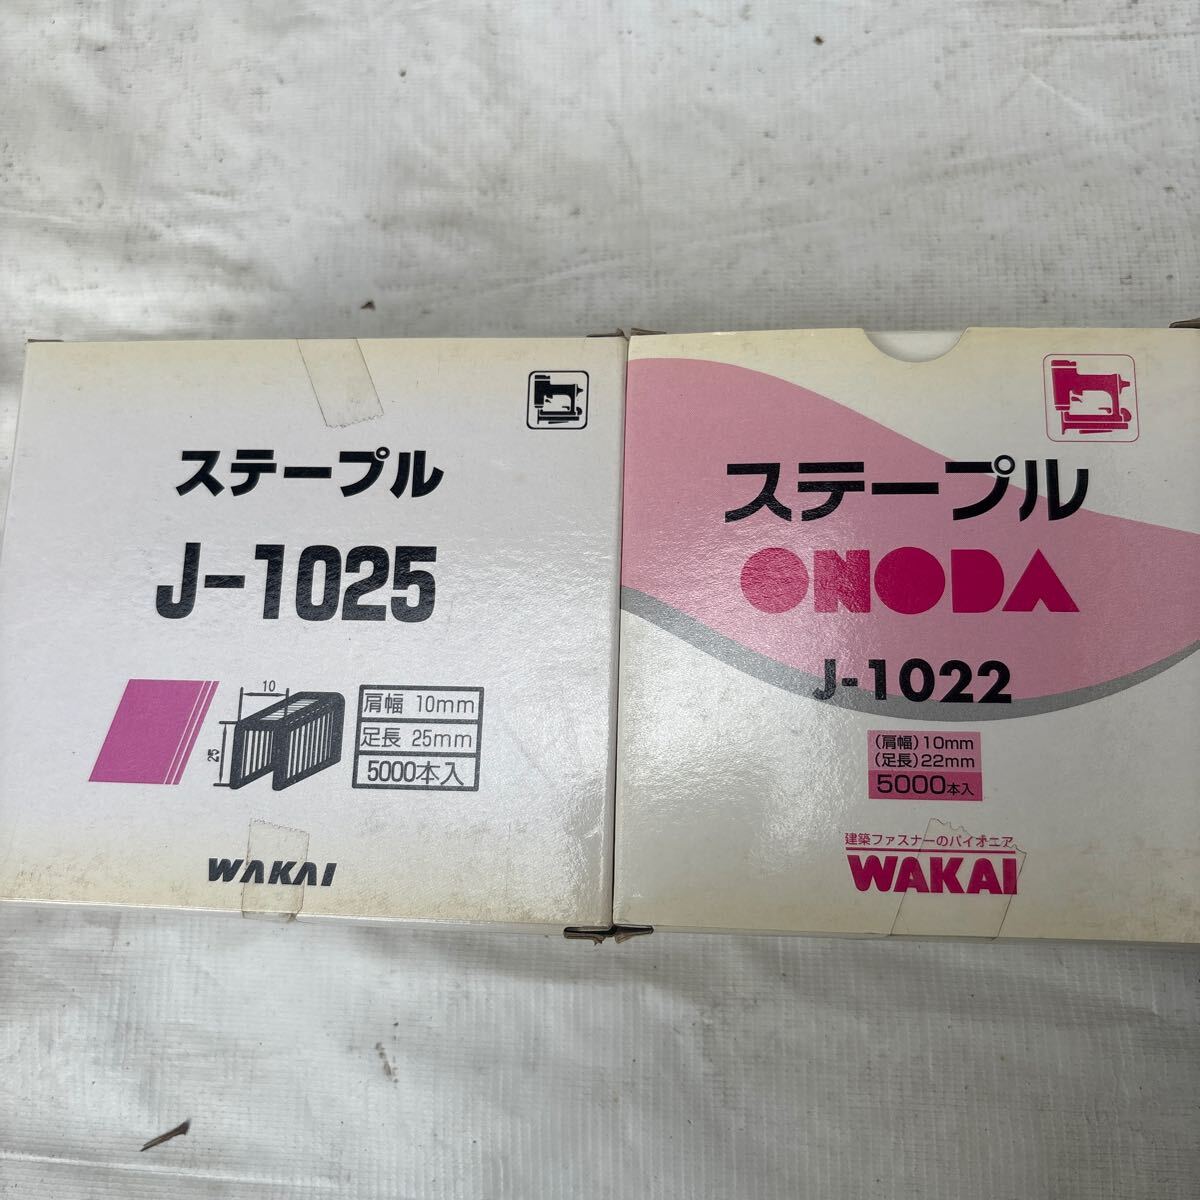 ステープル
J-1025
10
25
肩幅 10mm
足長 25mm
5000本入
WAKAI
ステープル
ONODA
J-1022
(肩幅)10mm
(足長)22mm
5000本入
建築ファスナーのパイオニア
WAKAI